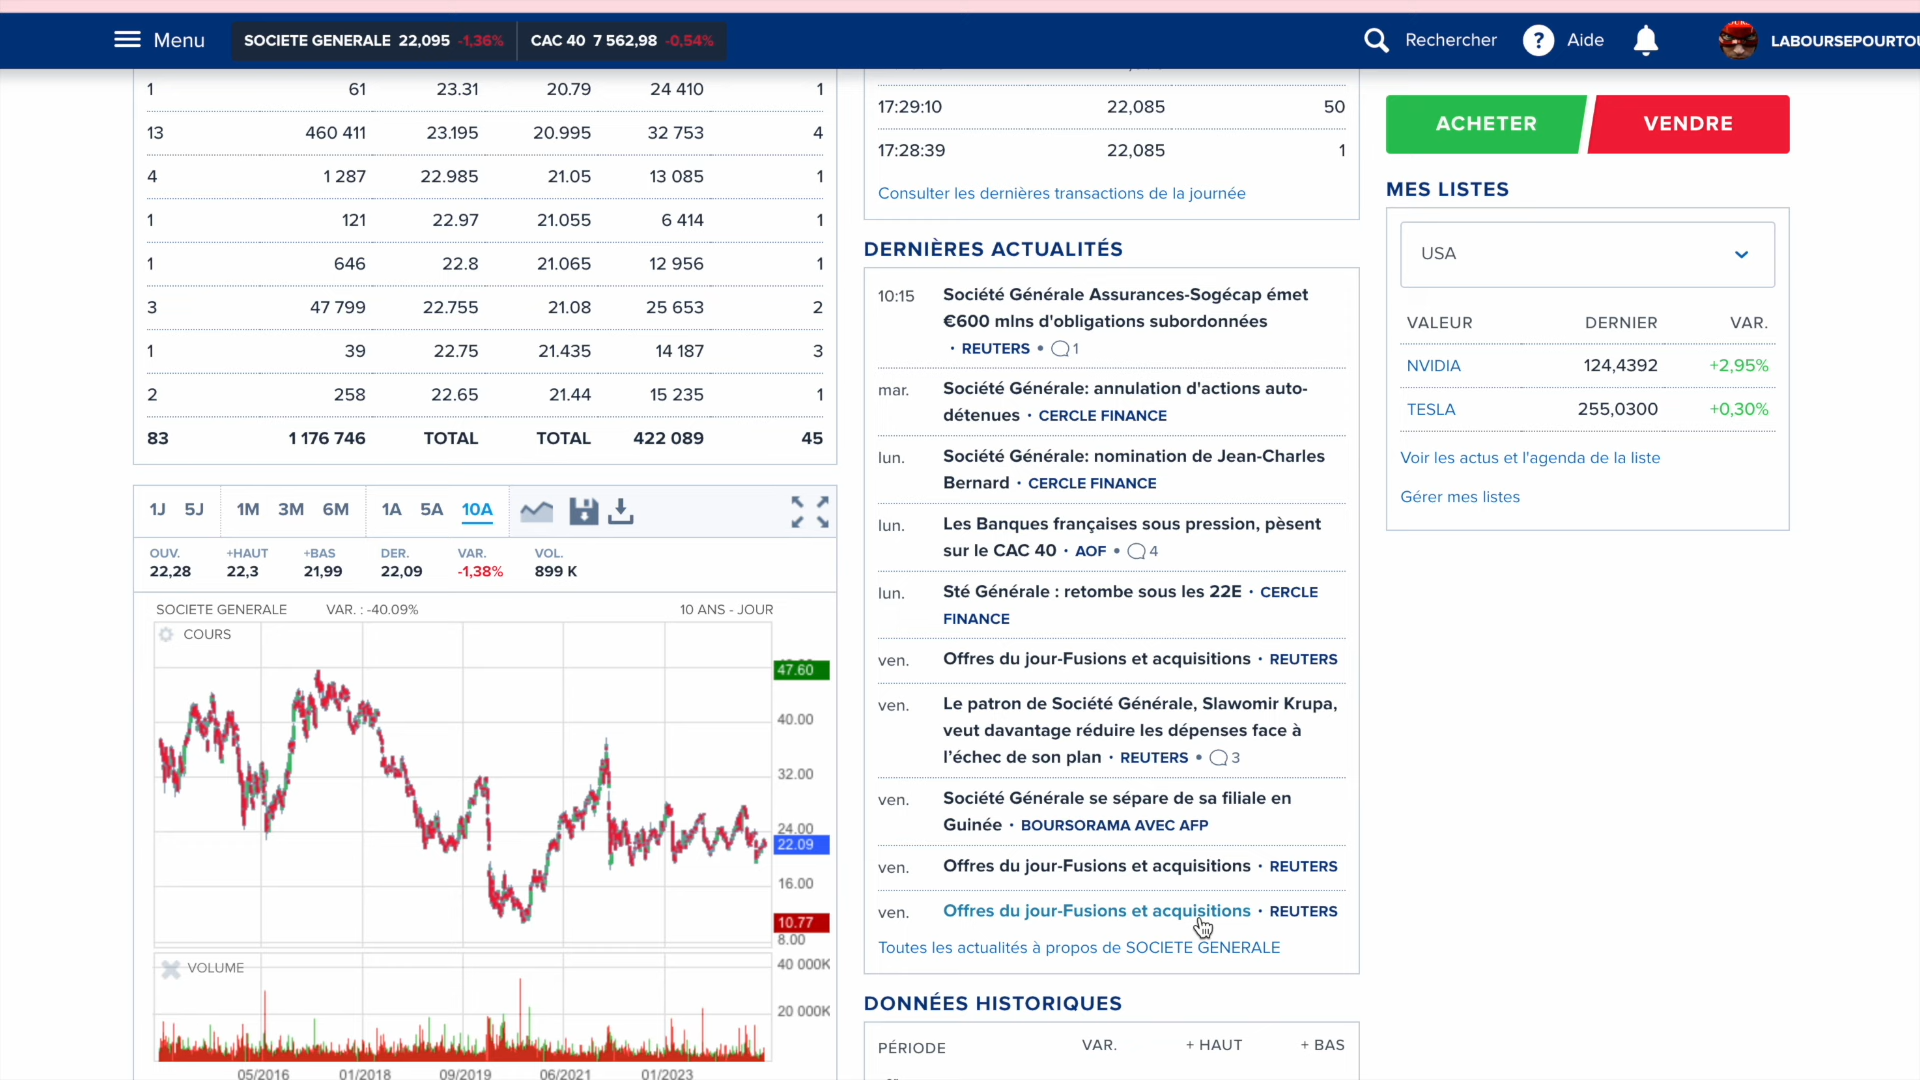 Menu
SOCIETE GENERALE 22,095 -1,36%
CAC 40 7 562,98 -0,54%
Rechercher
? Aide
LABOURSEPOURTOU
1 61 23.31 20.79 24 410 1
13 460 411 23.195 20.995 32 753 4
4 1 287 22.985 21.05 13 085 1
1 121 22.97 21.055 6 414 1
1 646 22.8 21.065 12 956 1
3 47 799 22.755 21.08 25 653 2
1 39 22.75 21.435 14 187 3
2 258 22.65 21.44 15 235 1
83 1 176 746 TOTAL TOTAL 422 089 45
1J 5J 1M 3M 6M 1A 5A 10A
OUV. +HAUT +BAS DER. VAR. VOL.
22,28 22,3 21,99 22,09 -1,38% 899 K
SOCIETE GENERALE VAR. : -40.09% 10 ANS - JOUR
COURS
47.60
40.00
32.00
24.00
22.09
16.00
10.77
8.00
VOLUME
40 000K
20 000K
05/2016 01/2018 09/2019 06/2021 01/2023
17:29:10 22,085 50
17:28:39 22,085 1
Consulter les dernières transactions de la journée
DERNIÈRES ACTUALITÉS
10:15 Société Générale Assurances-Sogécap émet
€600 mlns d'obligations subordonnées
· REUTERS • 1
mar. Société Générale: annulation d'actions auto-
détenues · CERCLE FINANCE
lun. Société Générale: nomination de Jean-Charles
Bernard · CERCLE FINANCE
lun. Les Banques françaises sous pression, pèsent
sur le CAC 40 · AOF • 4
lun. Sté Générale : retombe sous les 22E · CERCLE
FINANCE
ven. Offres du jour-Fusions et acquisitions · REUTERS
ven. Le patron de Société Générale, Slawomir Krupa,
veut davantage réduire les dépenses face à
l’échec de son plan · REUTERS • 3
ven. Société Générale se sépare de sa filiale en
Guinée · BOURSORAMA AVEC AFP
ven. Offres du jour-Fusions et acquisitions · REUTERS
ven. Offres du jour-Fusions et acquisitions · REUTERS
Toutes les actualités à propos de SOCIETE GENERALE
DONNÉES HISTORIQUES
PÉRIODE VAR. + HAUT + BAS
ACHETER VENDRE
MES LISTES
USA
VALEUR DERNIER VAR.
NVIDIA 124,4392 +2,95%
TESLA 255,0300 +0,30%
Voir les actus et l'agenda de la liste
Gérer mes listes